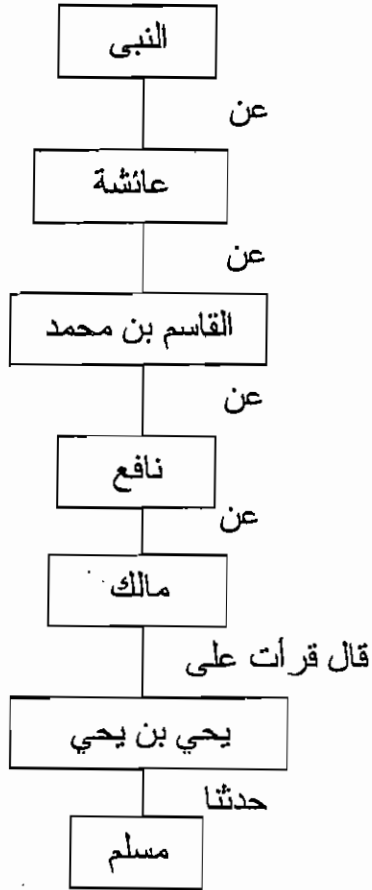 النبى
عن
عائشة
عن
القاسم بن محمد
عن
نافع
عن
مالك
قال قرأت على
يحي بن يحي
حدثنا
مسلم